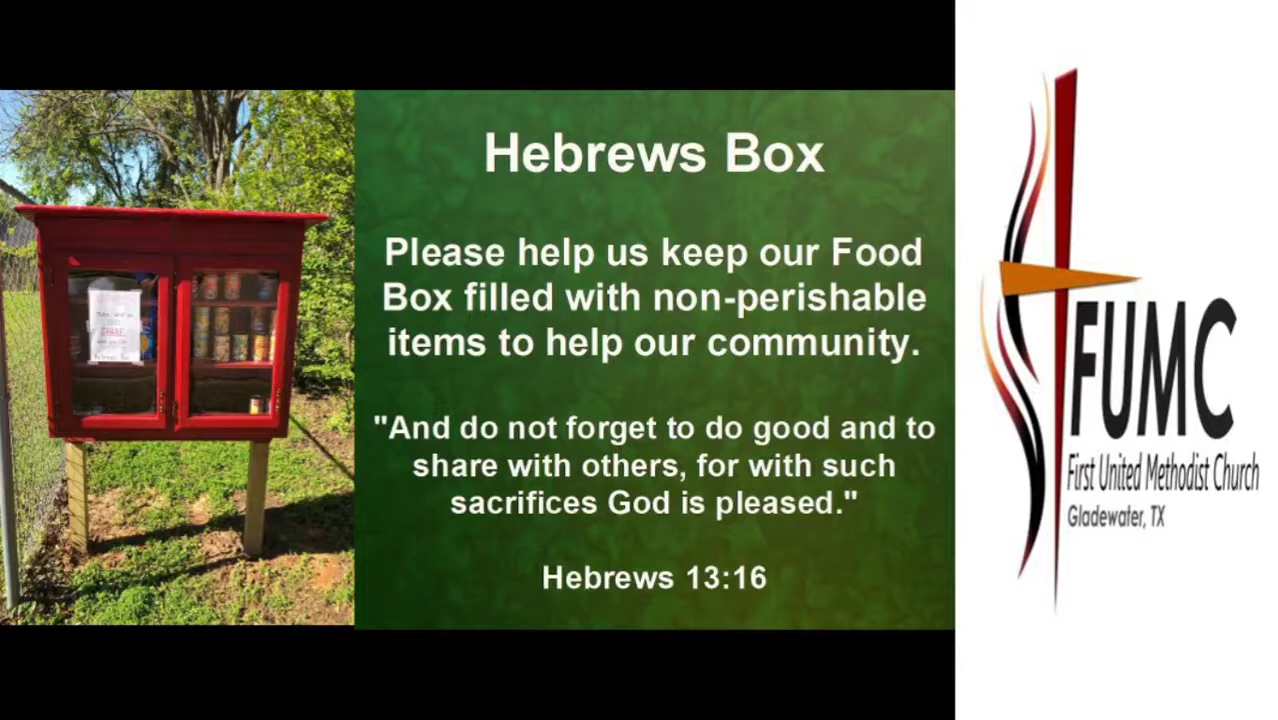 Hebrews Box
Please help us keep our Food
Box filled with non-perishable
items to help our community.
"And do not forget to do good and to
share with others, for with such
sacrifices God is pleased."
Hebrews 13:16
FUMC
First United Methodist Church
Gladewater, TX
SHARE